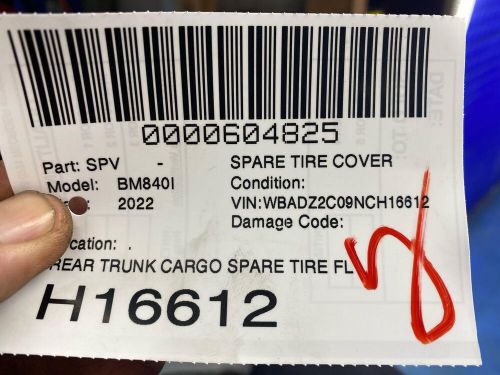 0000604825
Part: SPV - SPARE TIRE COVER
Model: BM840I Condition:
2022 VIN:WBADZ2C09NCH16612
Damage Code:
cation: .
REAR TRUNK CARGO SPARE TIRE FL
H16612